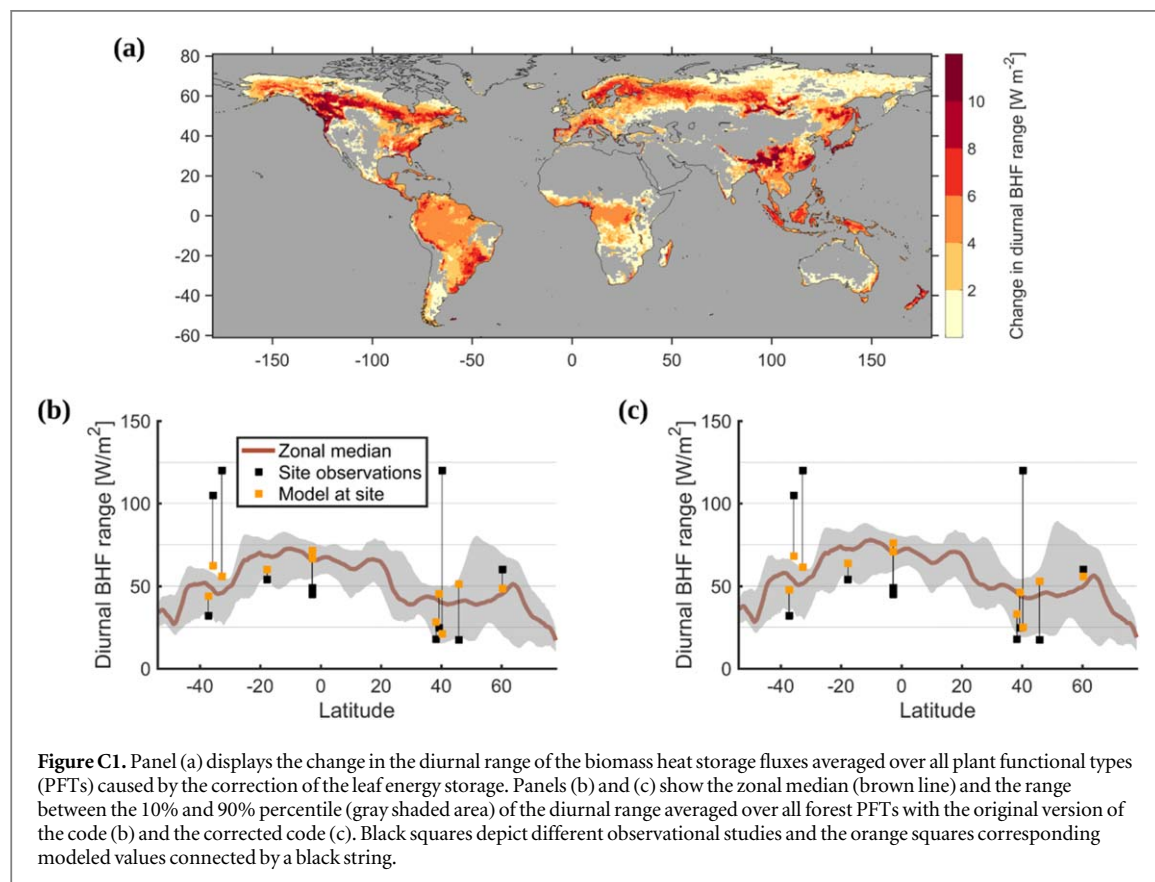 (a)
80
60
40
20
0
-20
-40
-60
-150
-100
-50
0
50
100
150
10
8
6
4
2
Change in diurnal BHF range [W m-2]
(b)
150
100
50
0
Diurnal BHF range [W/m2]
Zonal median
Site observations
Model at site
-40
-20
0
20
40
60
Latitude
(c)
150
100
50
0
Diurnal BHF range [W/m2]
-40
-20
0
20
40
60
Latitude
Figure C1. Panel (a) displays the change in the diurnal range of the biomass heat storage fluxes averaged over all plant functional types
(PFTs) caused by the correction of the leaf energy storage. Panels (b) and (c) show the zonal median (brown line) and the range
between the 10% and 90% percentile (gray shaded area) of the diurnal range averaged over all forest PFTs with the original version of
the code (b) and the corrected code (c). Black squares depict different observational studies and the orange squares corresponding
modeled values connected by a black string.